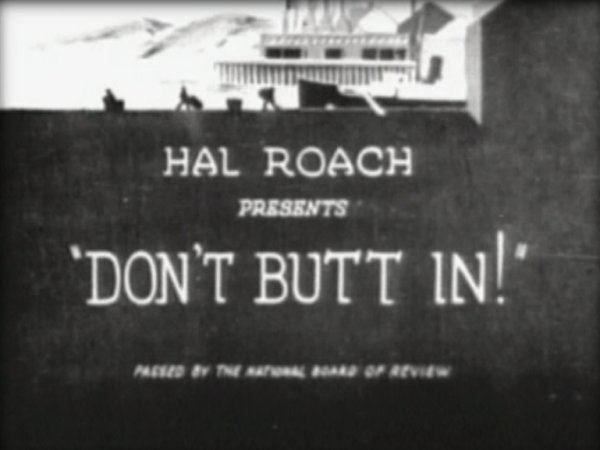 HAL ROACH
PRESENTS
"DON'T BUTT IN!"
PASSED BY THE NATIONAL BOARD OF REVIEW